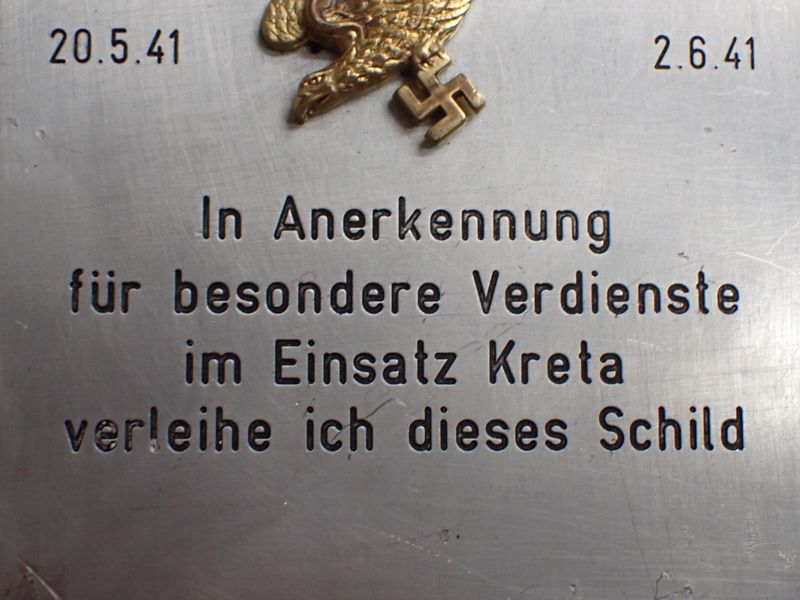 20.5.41 2.6.41
In Anerkennung
für besondere Verdienste
im Einsatz Kreta
verleihe ich dieses Schild